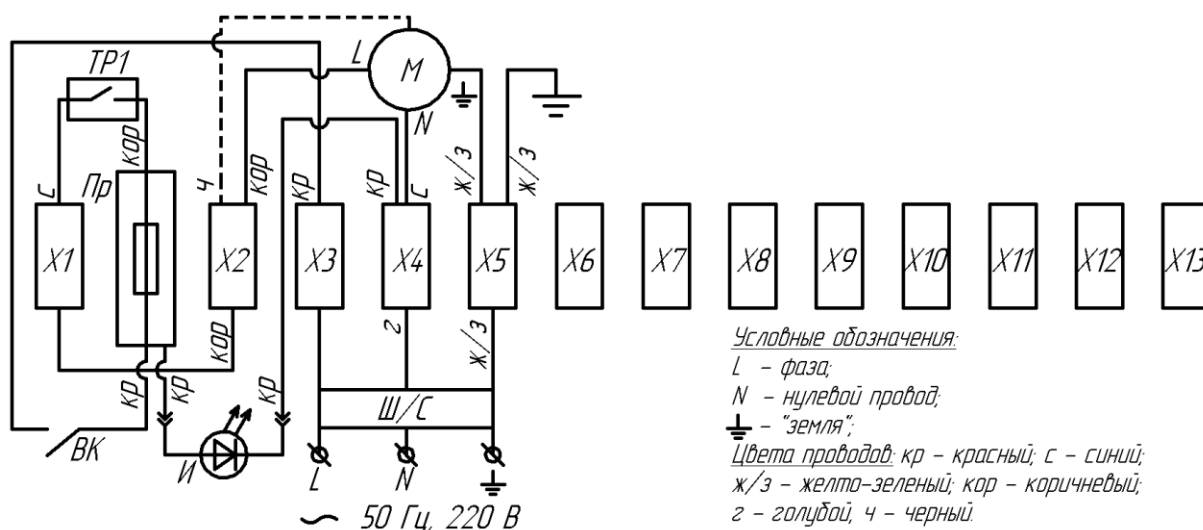 ТР1
L
М
N
кор
с
Пр
ч
кор
кр
кр
с
ж/з
ж/з
Х1
Х2
Х3
Х4
Х5
Х6
Х7
Х8
Х9
Х10
Х11
Х12
Х13
кор
г
ж/з
кр
кр
кр
Ш/С
ВК
И
L
N
50 Гц, 220 В
Условные обозначения:
L - фаза;
N - нулевой провод;
- "земля";
Цвета проводов: кр - красный; с - синий;
ж/з - желто-зеленый; кор - коричневый;
г - голубой, ч - черный.